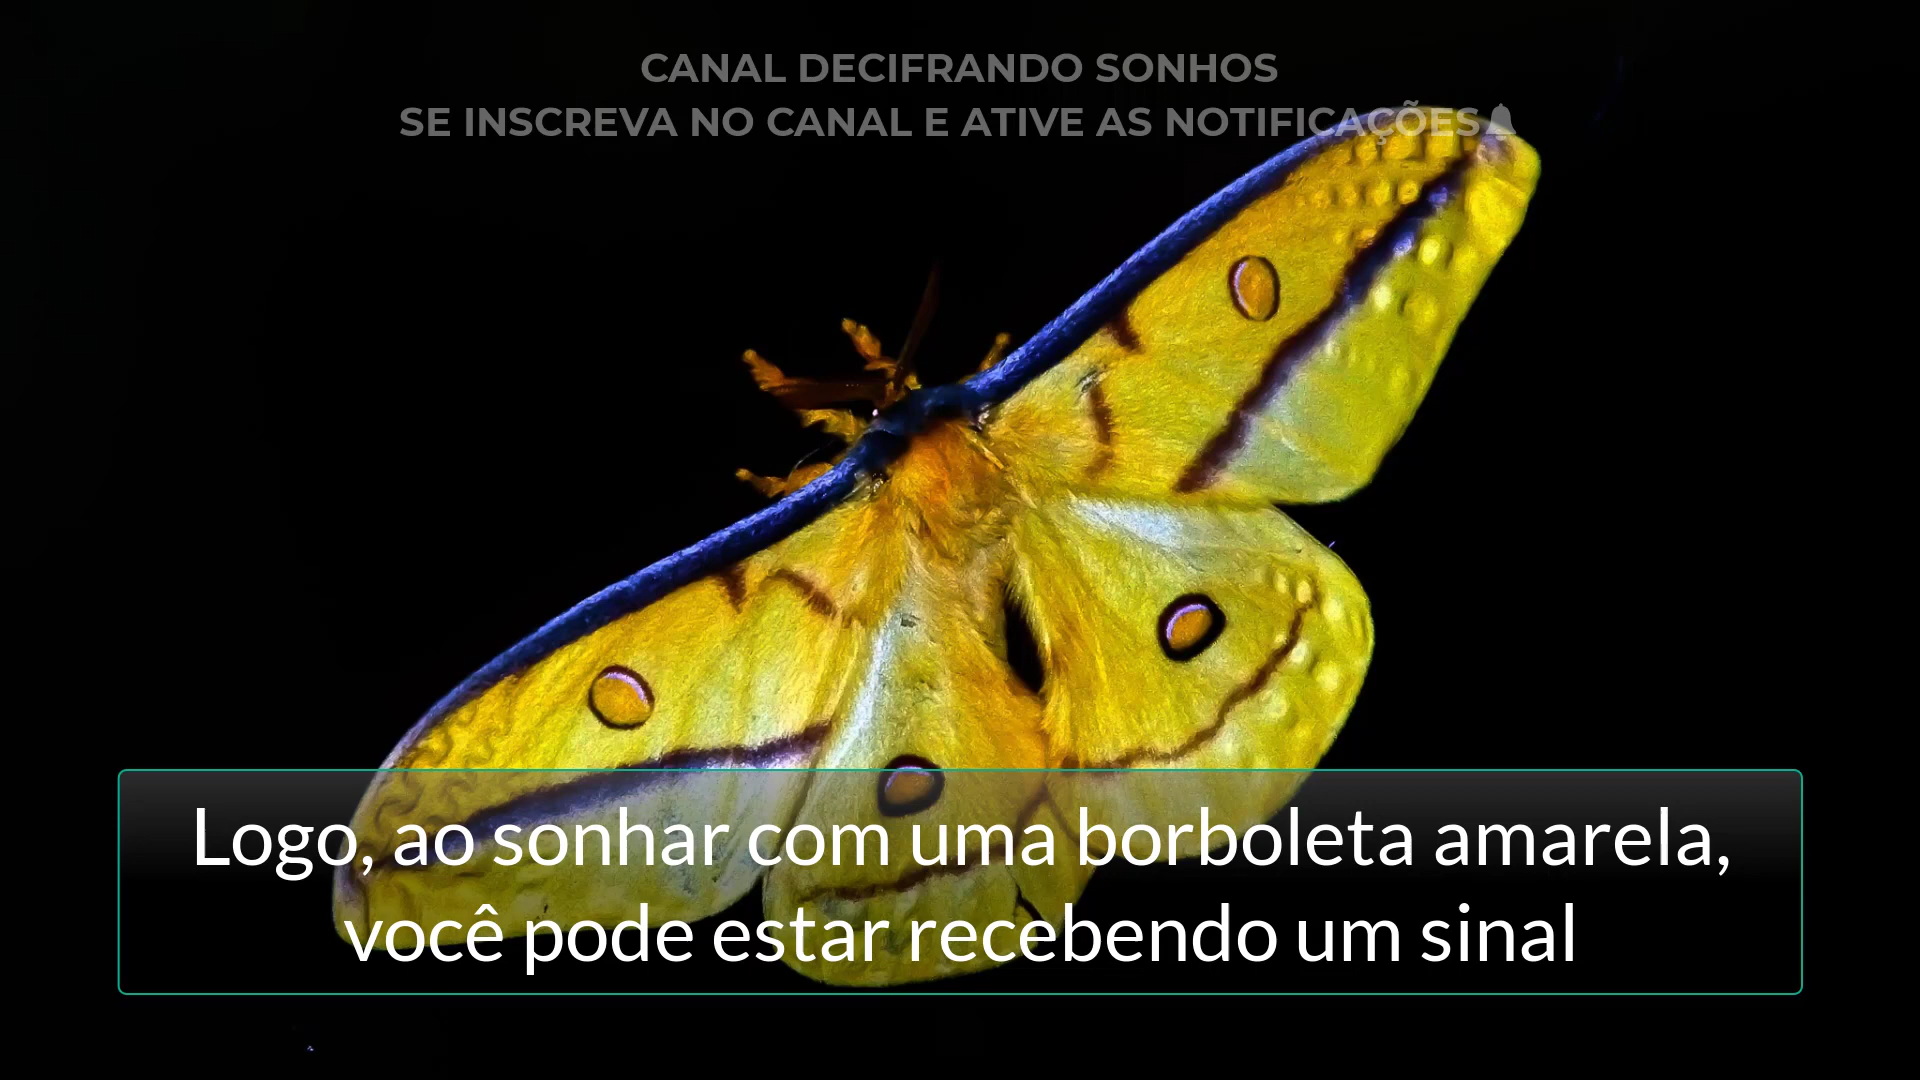 CANAL DECIFRANDO SONHOS
SE INSCREVA NO CANAL E ATIVE AS NOTIFICAÇÕES🔔
Logo, ao sonhar com uma borboleta amarela,
você pode estar recebendo um sinal